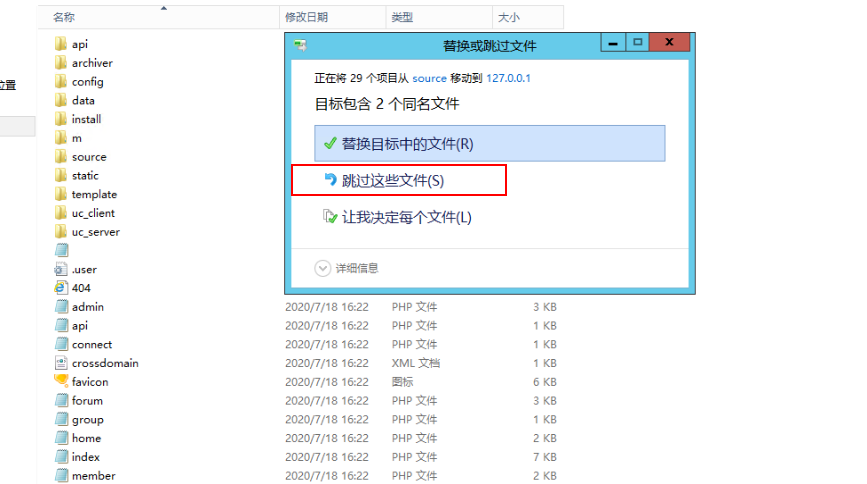 名称 修改日期 类型 大小
位置
api
archiver
config
data
install
m
source
static
template
uc_client
uc_server
.user
404
替换或跳过文件
正在将 29 个项目从 source 移动到 127.0.0.1
目标包含 2 个同名文件
替换目标中的文件(R)
跳过这些文件(S)
让我决定每个文件(L)
详细信息
admin 2020/7/18 16:22 PHP 文件 3 KB
api 2020/7/18 16:22 PHP 文件 1 KB
connect 2020/7/18 16:22 PHP 文件 1 KB
crossdomain 2020/7/18 16:22 XML 文档 1 KB
favicon 2020/7/18 16:22 图标 6 KB
forum 2020/7/18 16:22 PHP 文件 3 KB
group 2020/7/18 16:22 PHP 文件 1 KB
home 2020/7/18 16:22 PHP 文件 2 KB
index 2020/7/18 16:22 PHP 文件 7 KB
member 2020/7/18 16:22 PHP 文件 2 KB